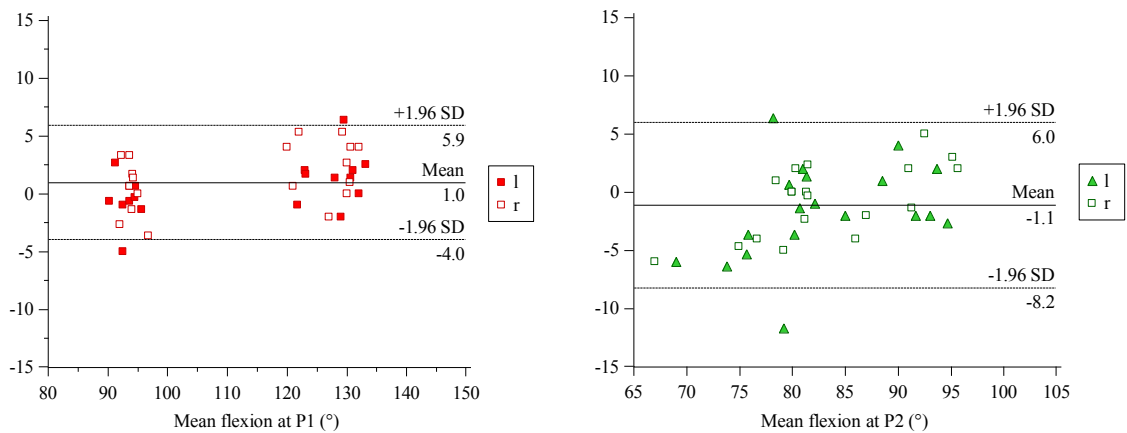 15
10
5
0
-5
-10
-15
80 90 100 110 120 130 140 150
Mean flexion at P1 (°)
+1.96 SD
5.9
Mean
1.0
-1.96 SD
-4.0
l
r
15
10
5
0
-5
-10
-15
65 70 75 80 85 90 95 100 105
Mean flexion at P2 (°)
+1.96 SD
6.0
Mean
-1.1
-1.96 SD
-8.2
l
r